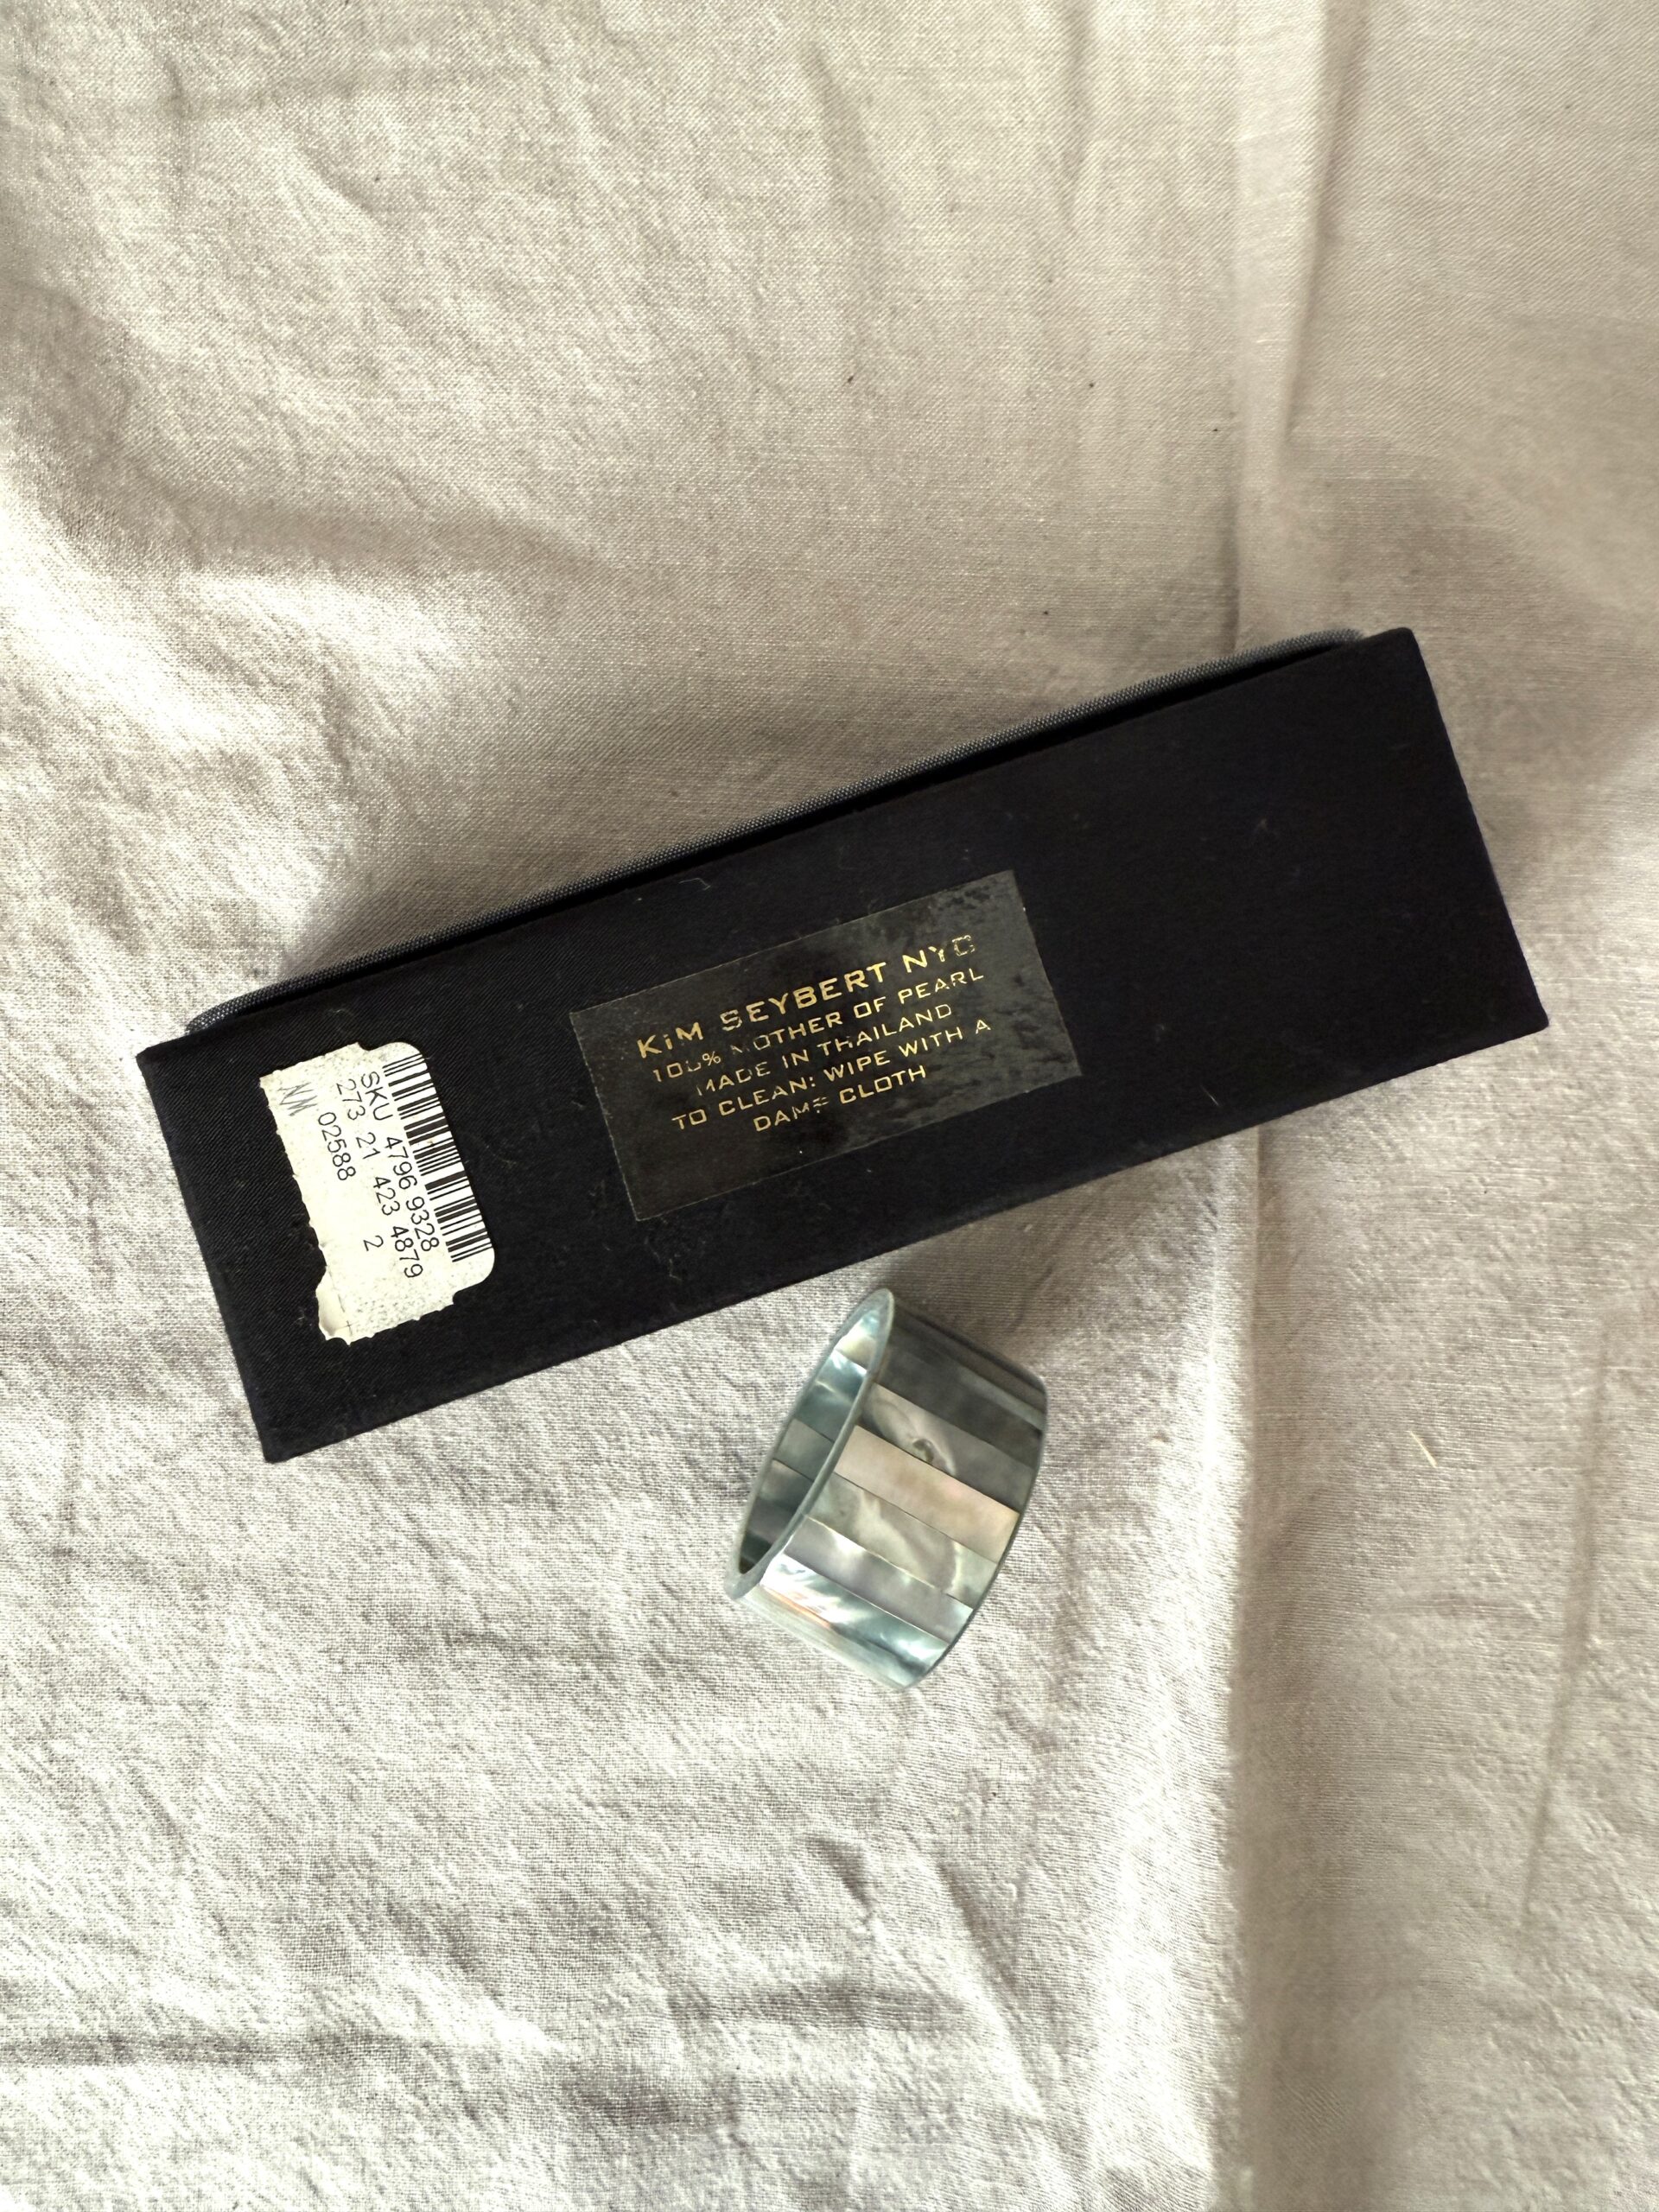 KiM SEYBERT NYC
100% MOTHER OF PEARL
MADE IN THAILAND
TO CLEAN: WIPE WITH A
DAMP CLOTH
SKU 4796 9328
273 21 423 4879
02588 2